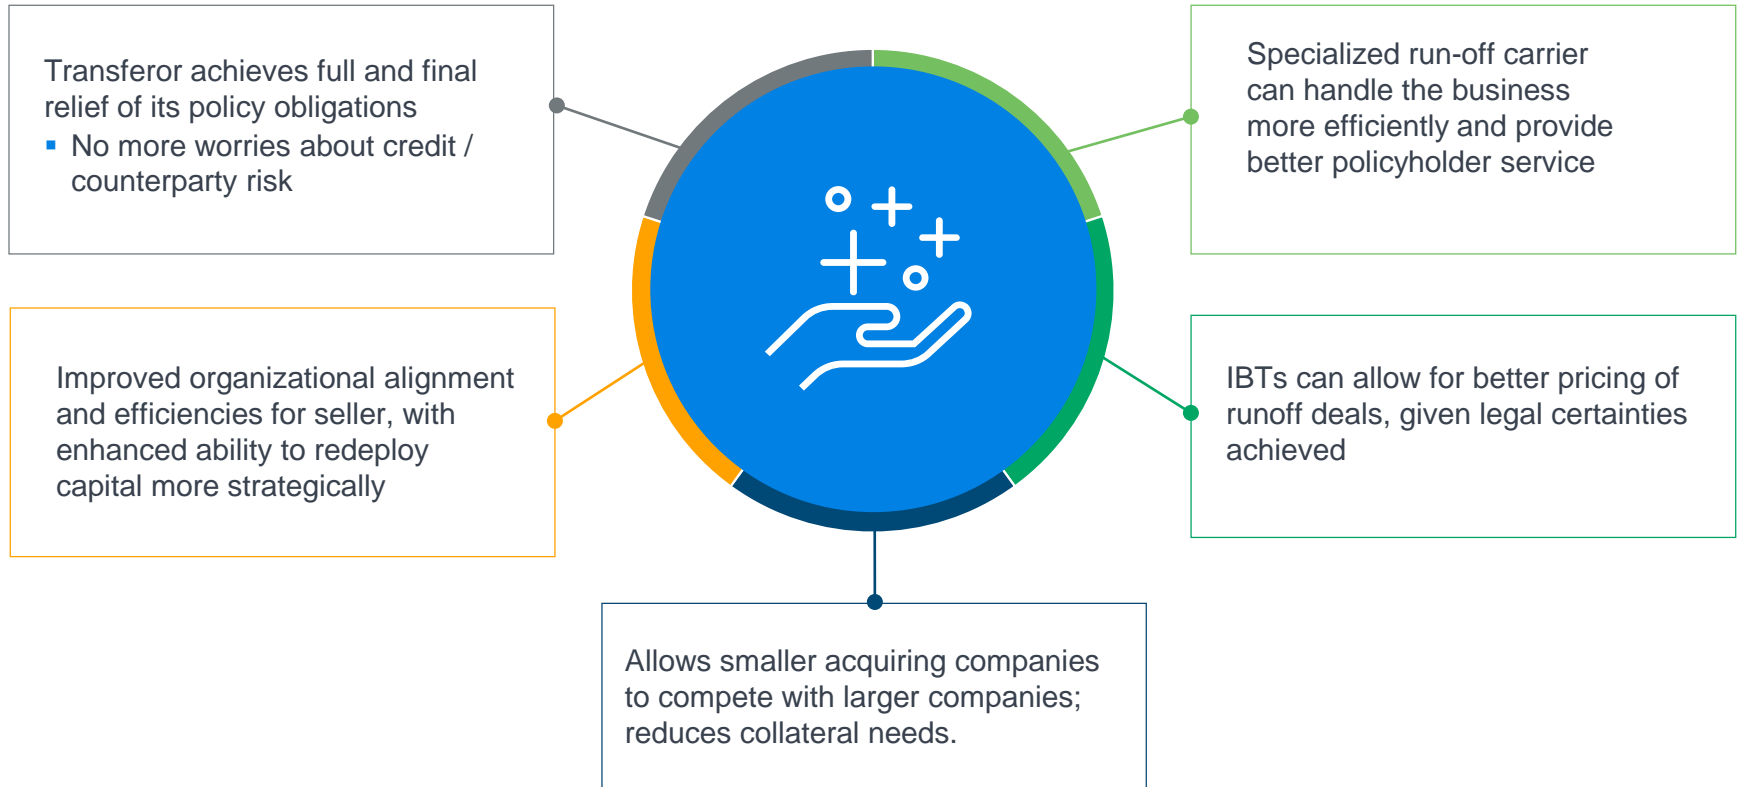 Transferor achieves full and final
relief of its policy obligations
▪ No more worries about credit /
counterparty risk
Specialized run-off carrier
can handle the business
more efficiently and provide
better policyholder service
Improved organizational alignment
and efficiencies for seller, with
enhanced ability to redeploy
capital more strategically
IBTs can allow for better pricing of
runoff deals, given legal certainties
achieved
Allows smaller acquiring companies
to compete with larger companies;
reduces collateral needs.